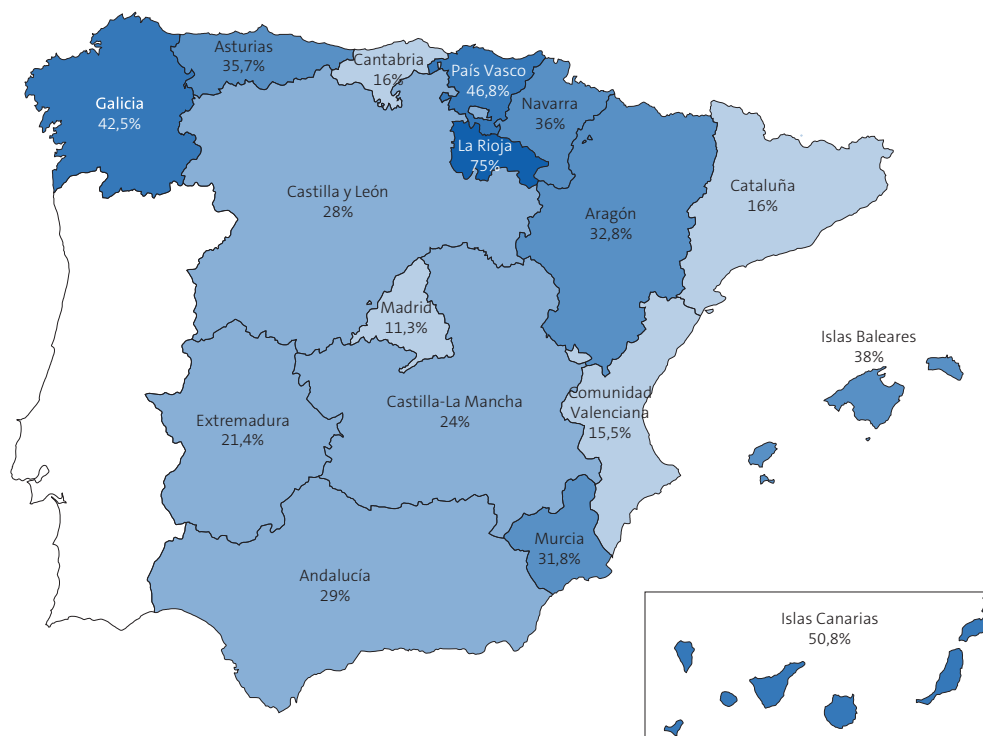 Asturias
35,7%
Cantabria
16%
País Vasco
46,8%
Galicia
42,5%
Navarra
36%
La Rioja
75%
Castilla y León
28%
Cataluña
16%
Aragón
32,8%
Madrid
11,3%
Islas Baleares
38%
Castilla-La Mancha
24%
Comunidad
Valenciana
15,5%
Extremadura
21,4%
Murcia
31,8%
Andalucía
29%
Islas Canarias
50,8%